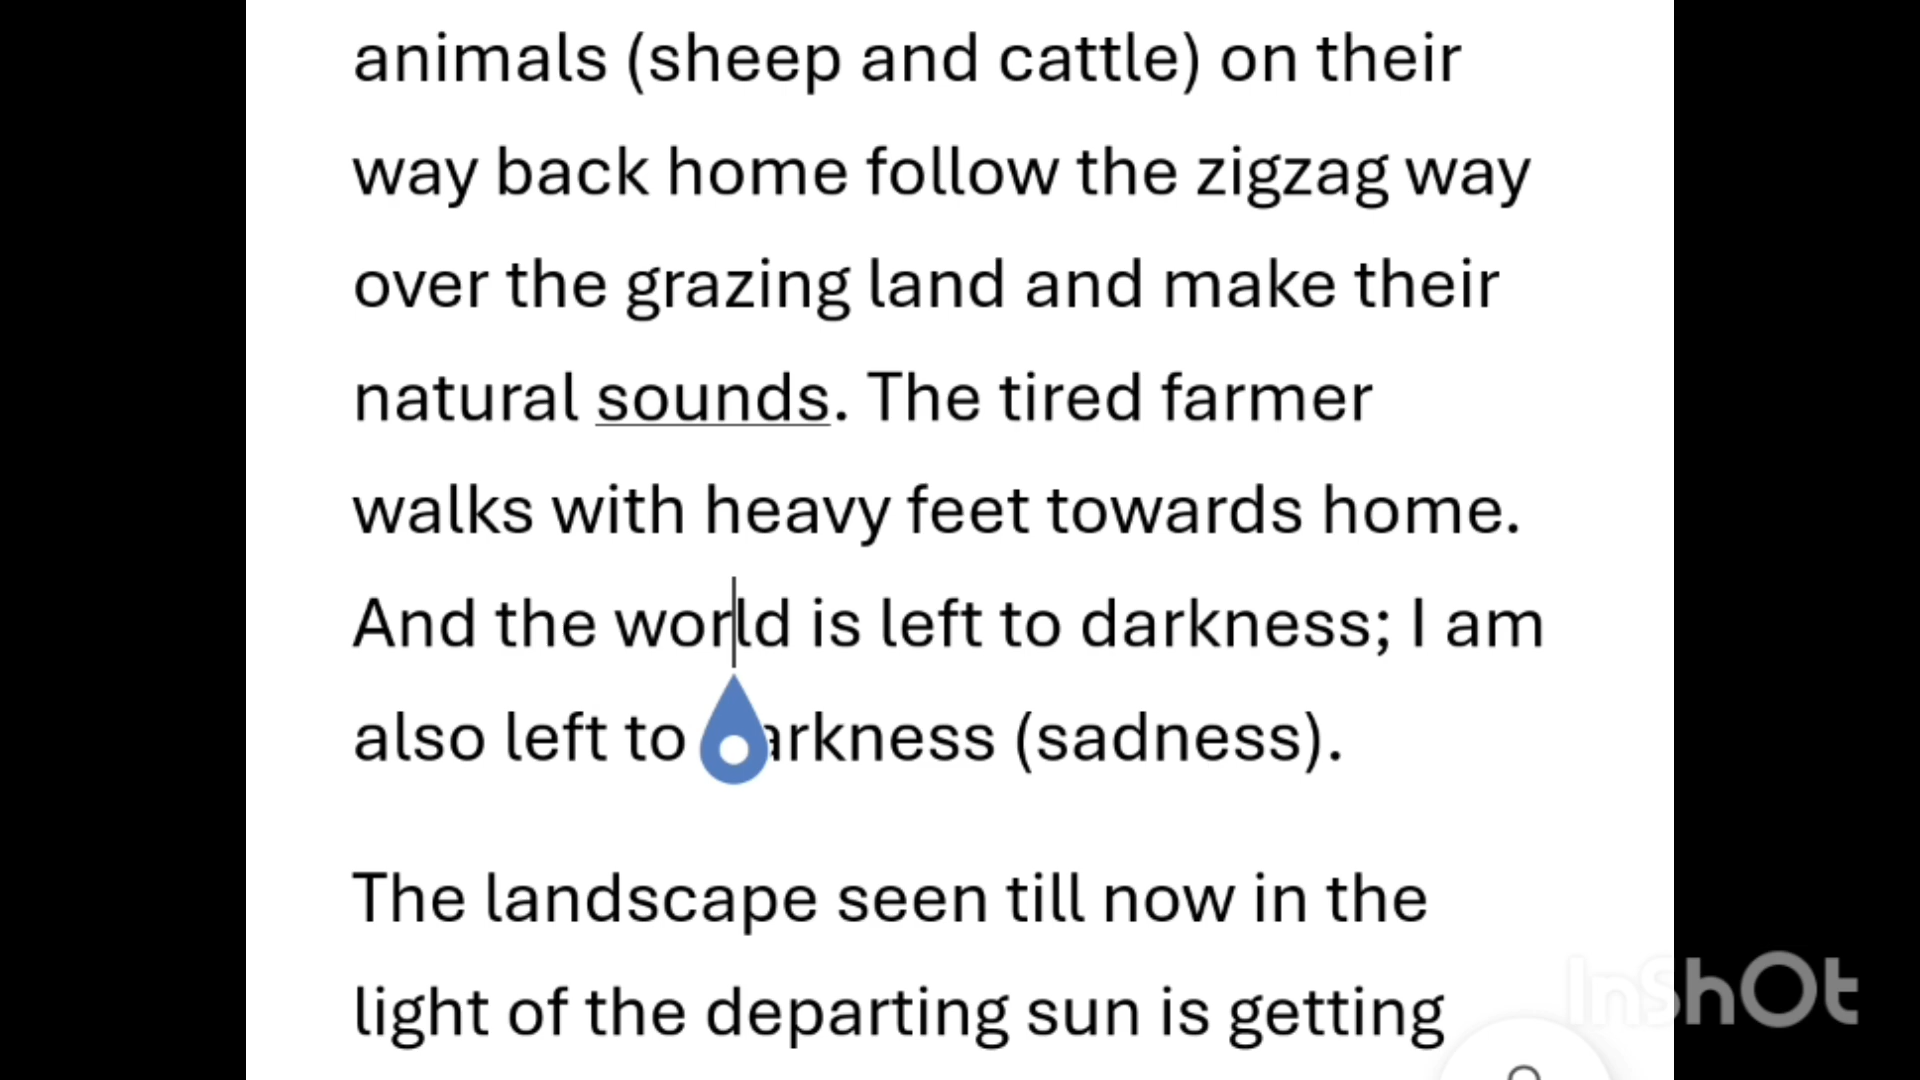 animals (sheep and cattle) on their
way back home follow the zigzag way
over the grazing land and make their
natural sounds. The tired farmer
walks with heavy feet towards home.
And the world is left to darkness; I am
also left to darkness (sadness).
The landscape seen till now in the
light of the departing sun is getting
InShOt